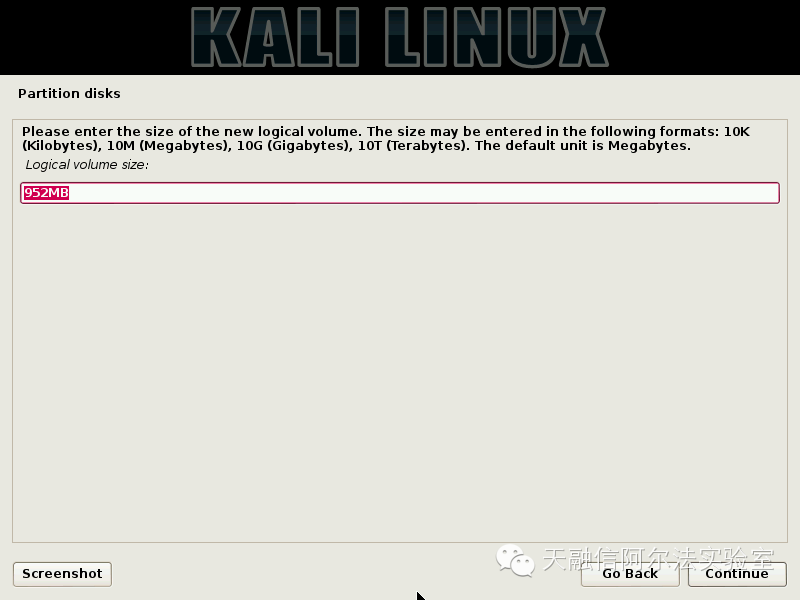 KALI LINUX
Partition disks
Please enter the size of the new logical volume. The size may be entered in the following formats: 10K
(Kilobytes), 10M (Megabytes), 10G (Gigabytes), 10T (Terabytes). The default unit is Megabytes.
Logical volume size:
952MB
天融信阿尔法实验室
Screenshot
Go Back
Continue